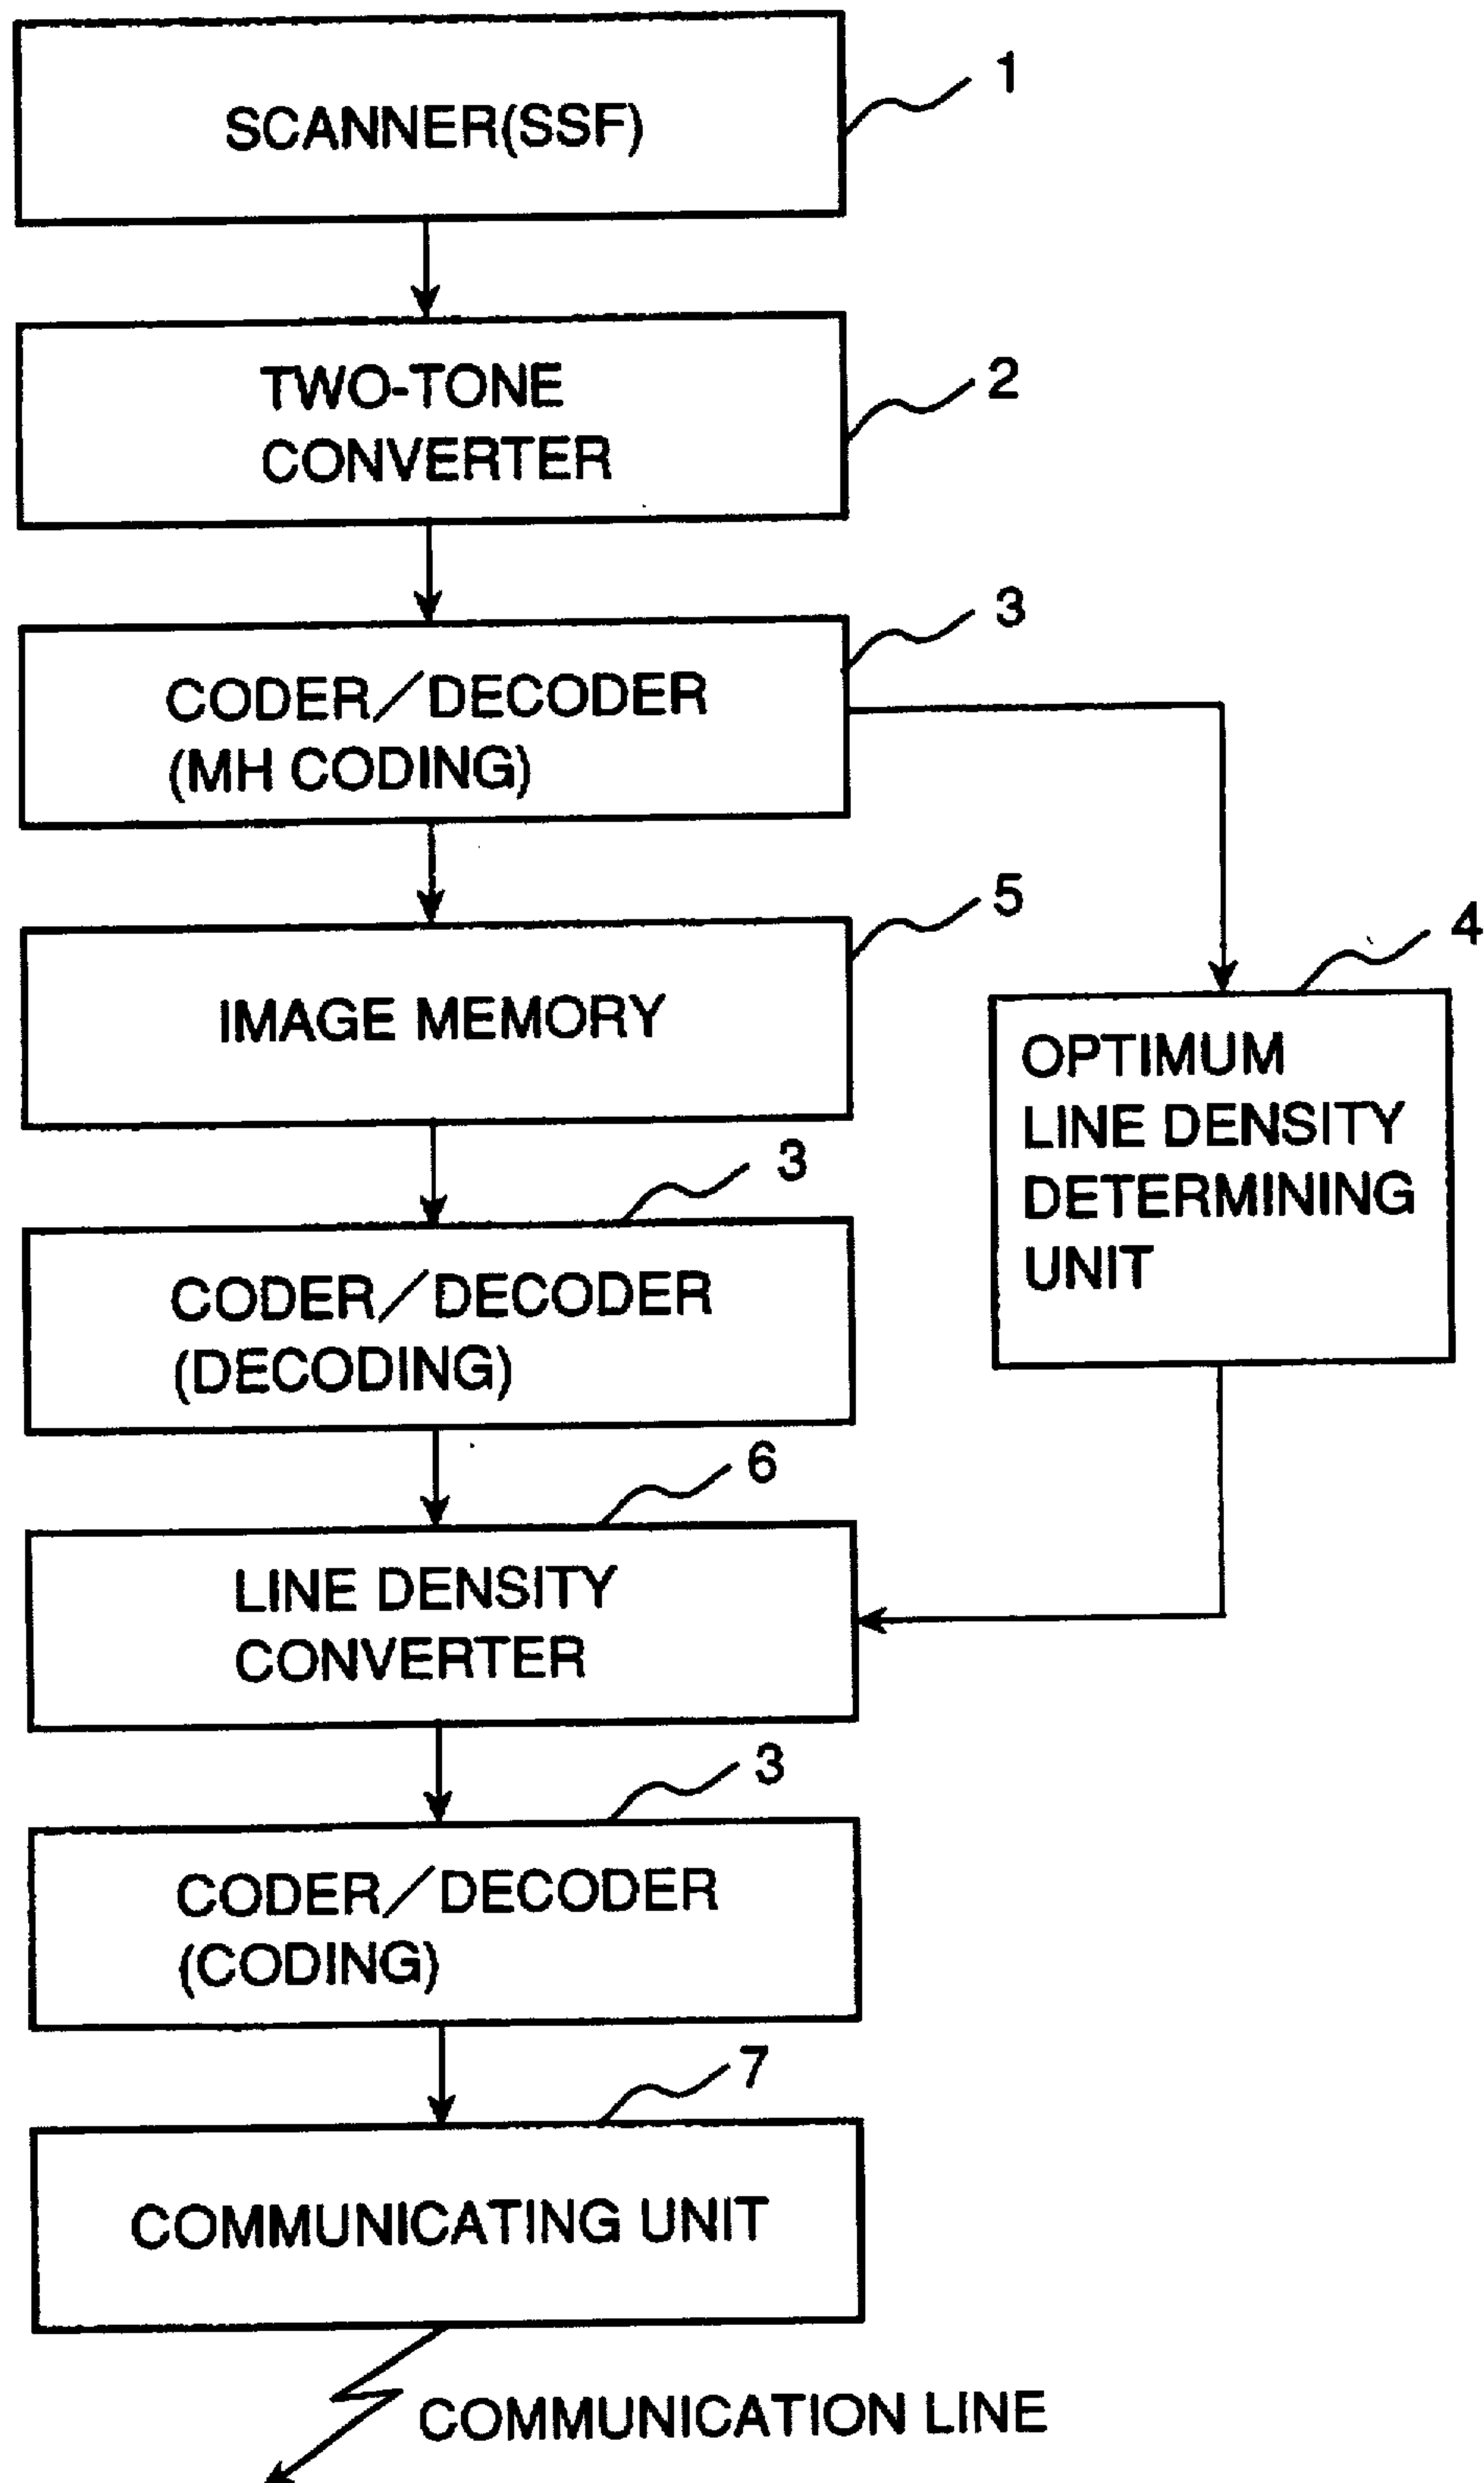 SCANNER(SSF)
1
TWO-TONE
CONVERTER
2
CODER/DECODER
(MH CODING)
3
IMAGE MEMORY
5
OPTIMUM
LINE DENSITY
DETERMINING
UNIT
4
CODER/DECODER
(DECODING)
3
LINE DENSITY
CONVERTER
6
CODER/DECODER
(CODING)
3
COMMUNICATING UNIT
7
COMMUNICATION LINE